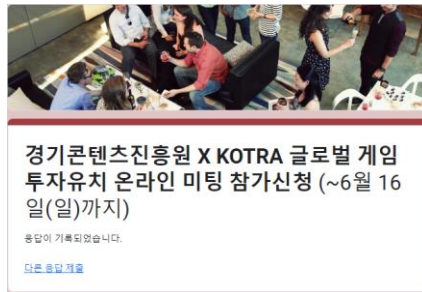 경기콘텐츠진흥원 X KOTRA 글로벌 게임
투자유치 온라인 미팅 참가신청 (~6월 16
일(일)까지)
응답이 기록되었습니다.
다른 응답 제출